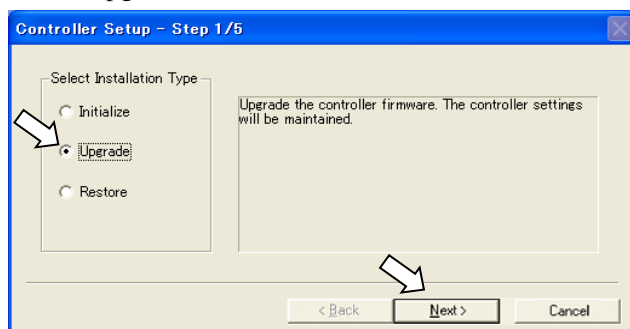 Controller Setup - Step 1/5
Select Installation Type
Initialize
Upgrade
Restore
Upgrade the controller firmware. The controller settings
will be maintained.
< Back
Next >
Cancel